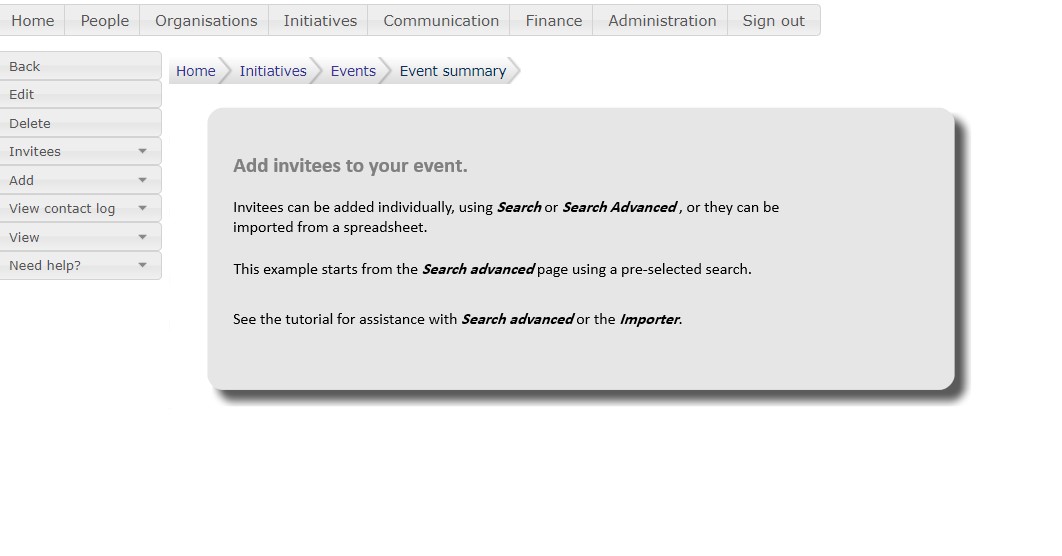 Home People Organisations Initiatives Communication Finance Administration Sign out
Back
Edit
Delete
Invitees
Add
View contact log
View
Need help?
Home Initiatives Events Event summary
Add invitees to your event.
Invitees can be added individually, using Search or Search Advanced , or they can be
imported from a spreadsheet.
This example starts from the Search advanced page using a pre-selected search.
See the tutorial for assistance with Search advanced or the Importer.